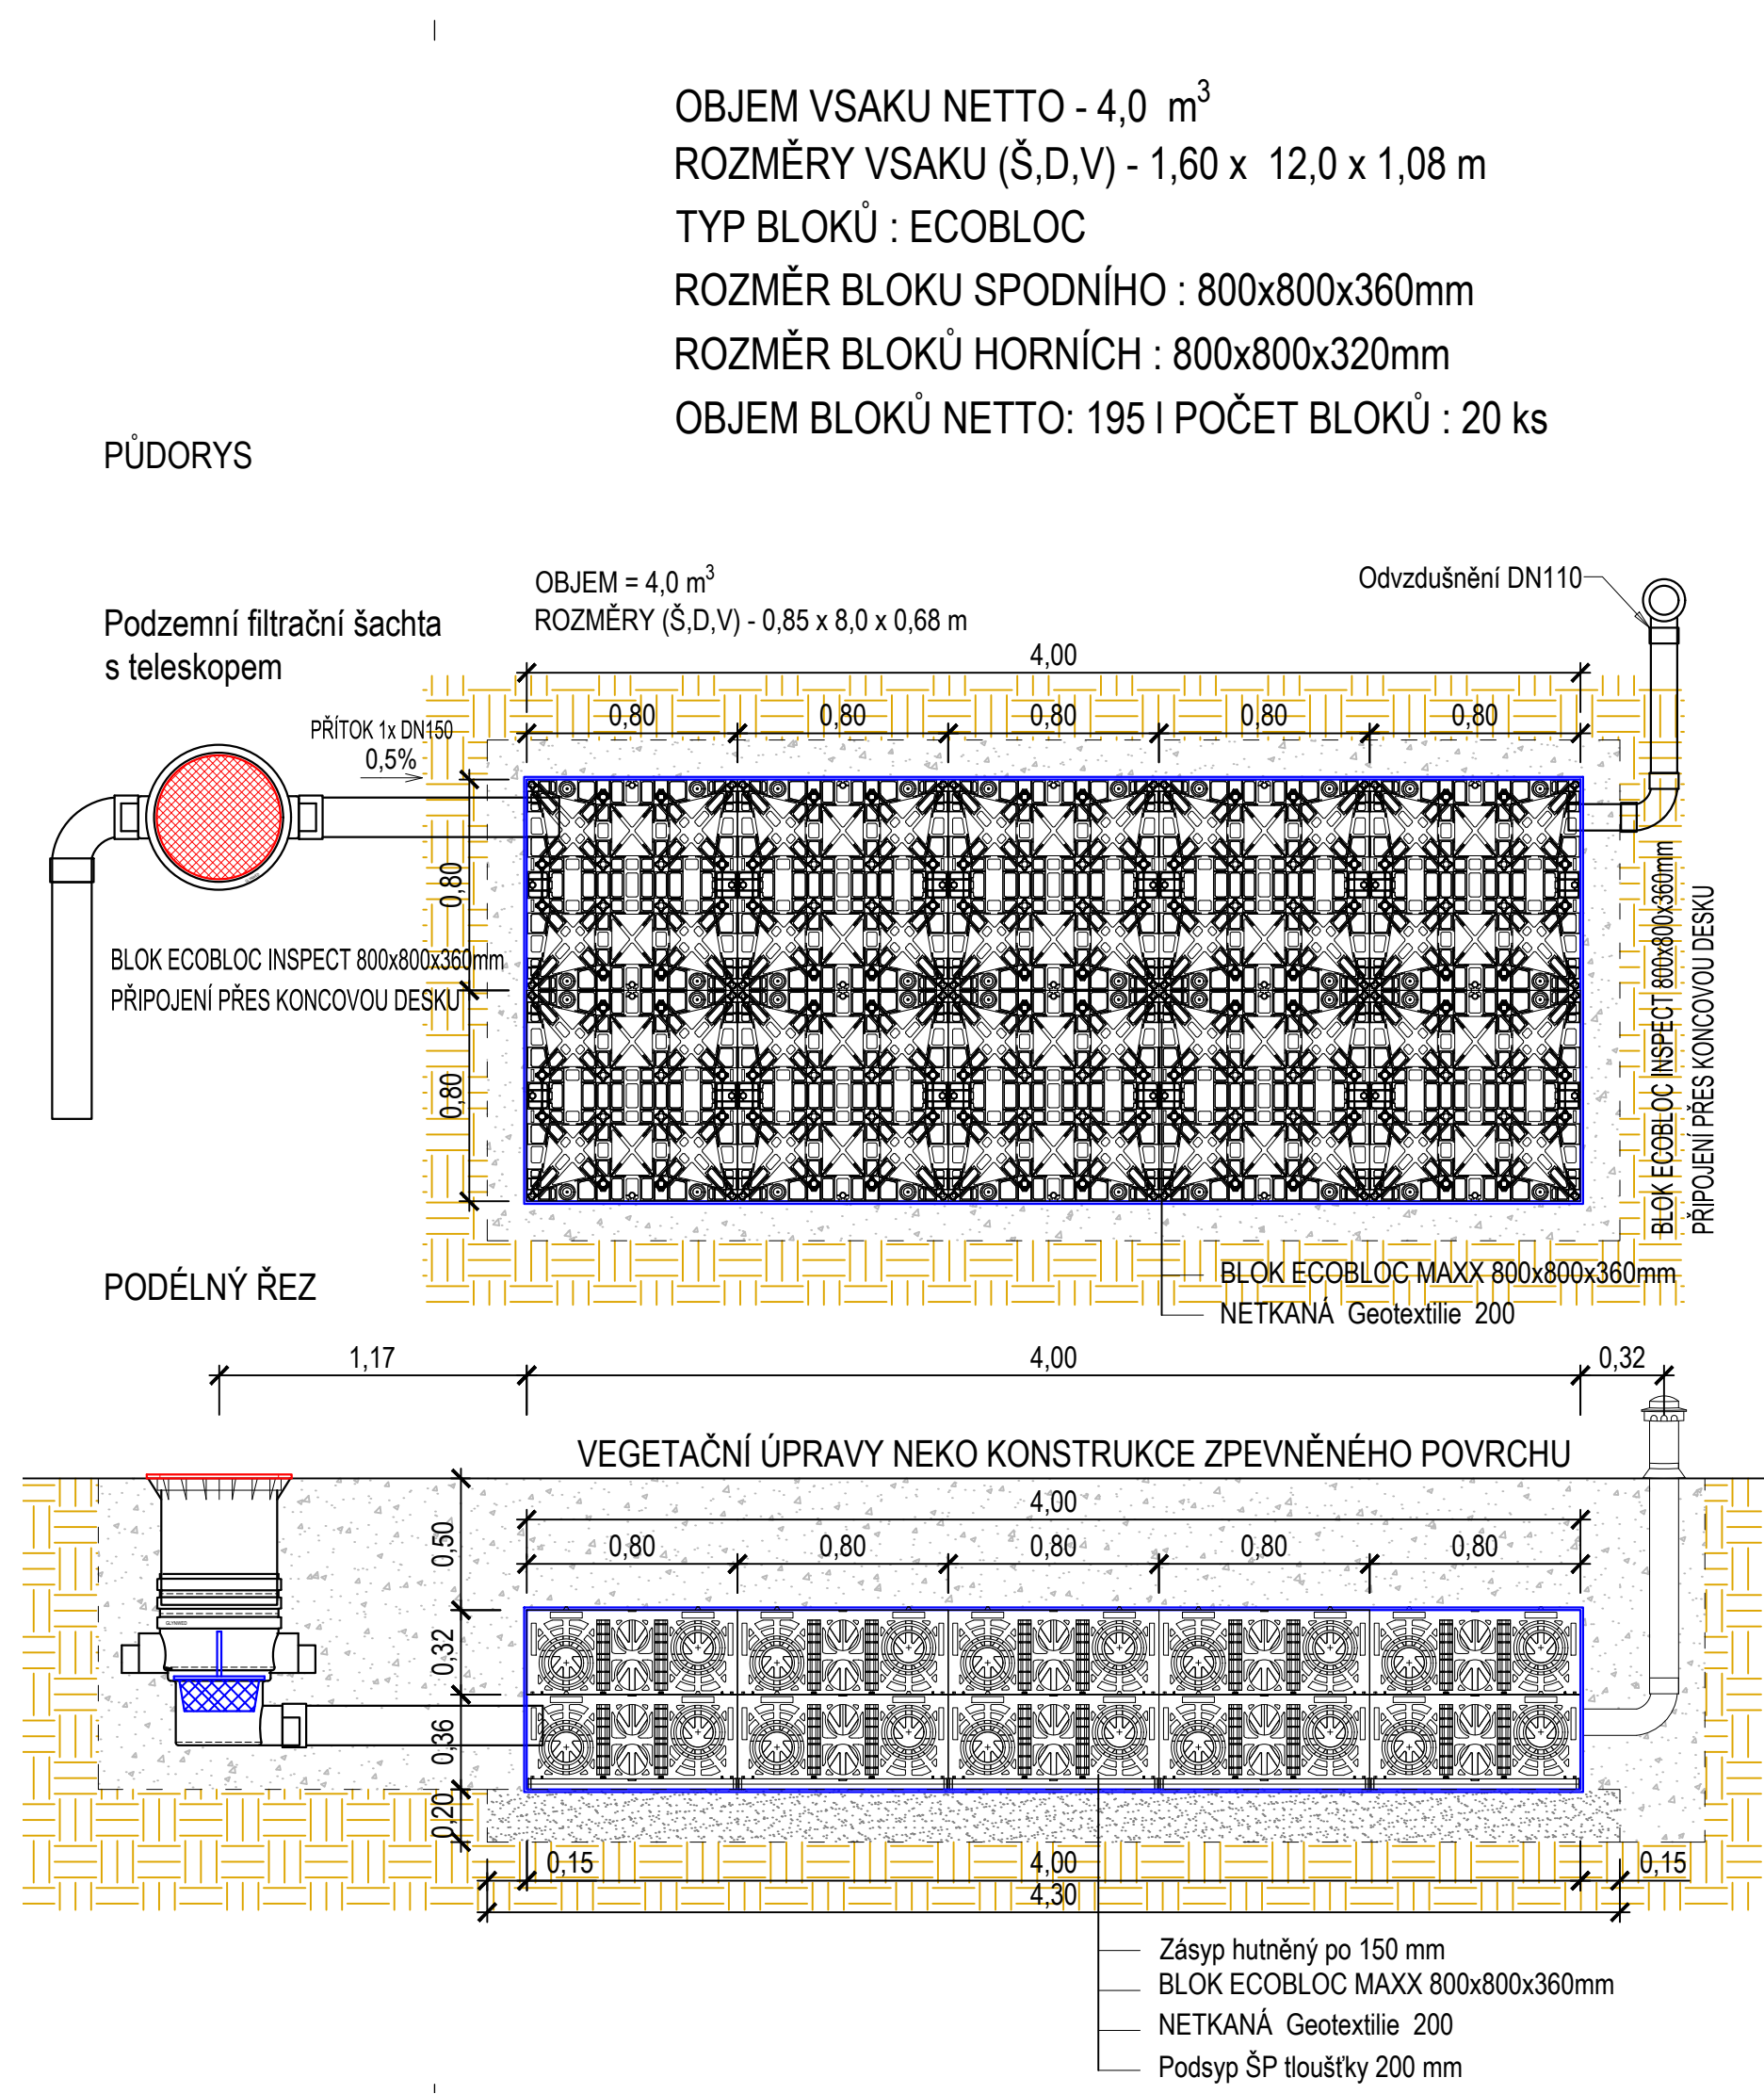 OBJEM VSAKU NETTO - 4,0 m³
ROZMĚRY VSAKU (Š,D,V) - 1,60 x 12,0 x 1,08 m
TYP BLOKŮ : ECOBLOC
ROZMĚR BLOKU SPODNÍHO : 800x800x360mm
ROZMĚR BLOKŮ HORNÍCH : 800x800x320mm
OBJEM BLOKŮ NETTO: 195 l POČET BLOKŮ : 20 ks
PŮDORYS
OBJEM = 4,0 m³
ROZMĚRY (Š,D,V) - 0,85 x 8,0 x 0,68 m
Odvzdušnění DN110
Podzemní filtrační šachta
s teleskopem
4,00
0,80 0,80 0,80 0,80 0,80
PŘÍTOK 1x DN150
0,5%
0,80
BLOK ECOBLOC INSPECT 800x800x360mm
PŘIPOJENÍ PŘES KONCOVOU DESKU
0,80
BLOK ECOBLOC INSPECT 800x800x360mm
PŘIPOJENÍ PŘES KONCOVOU DESKU
BLOK ECOBLOC MAXX 800x800x360mm
NETKANÁ Geotextilie 200
PODÉLNÝ ŘEZ
1,17 4,00 0,32
VEGETAČNÍ ÚPRAVY NEKO KONSTRUKCE ZPEVNĚNÉHO POVRCHU
4,00
0,80 0,80 0,80 0,80 0,80
0,50
0,32
0,36
0,20
0,15 4,00 0,15
4,30
Zásyp hutněný po 150 mm
BLOK ECOBLOC MAXX 800x800x360mm
NETKANÁ Geotextilie 200
Podsyp ŠP tloušťky 200 mm